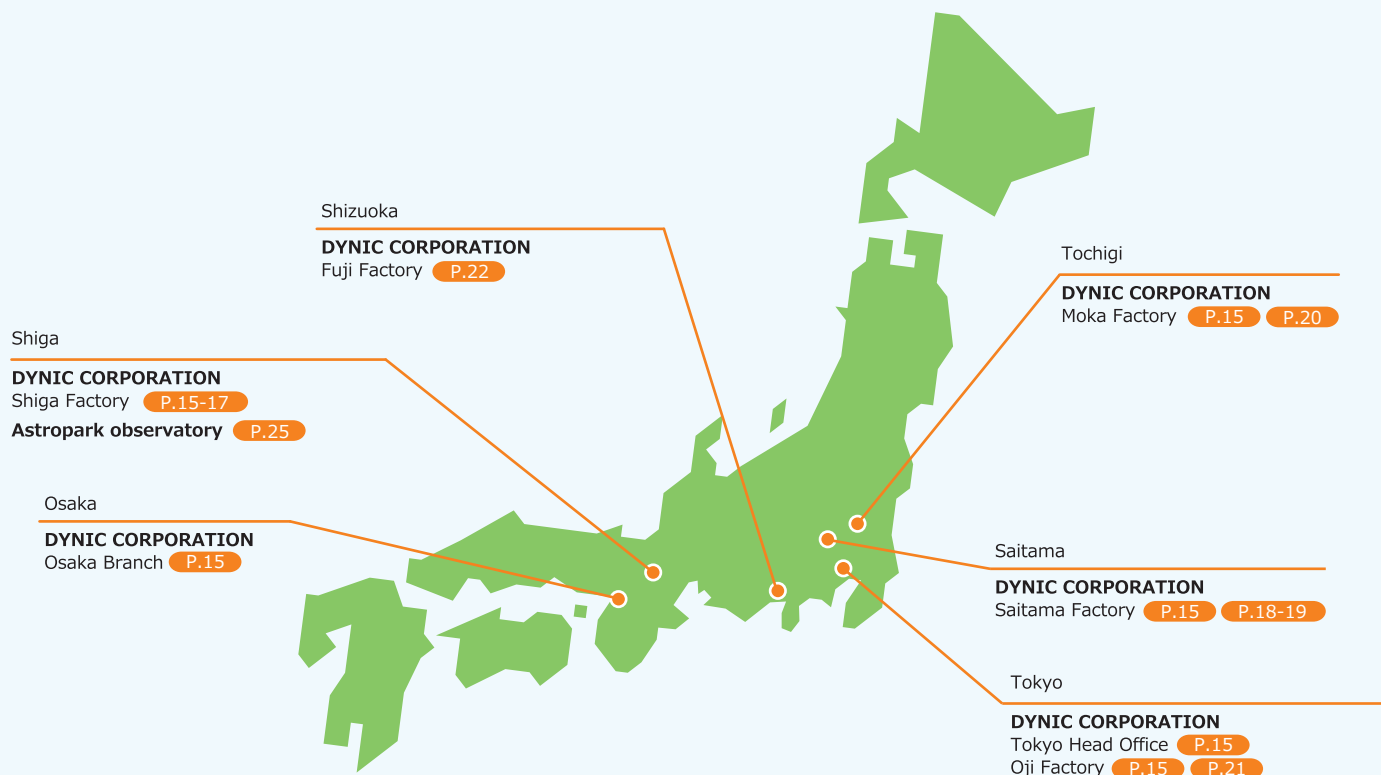 Shizuoka
DYNIC CORPORATION
Fuji Factory P.22
Tochigi
DYNIC CORPORATION
Moka Factory P.15 P.20
Shiga
DYNIC CORPORATION
Shiga Factory P.15-17
Astropark observatory P.25
Osaka
DYNIC CORPORATION
Osaka Branch P.15
Saitama
DYNIC CORPORATION
Saitama Factory P.15 P.18-19
Tokyo
DYNIC CORPORATION
Tokyo Head Office P.15
Oji Factory P.15 P.21